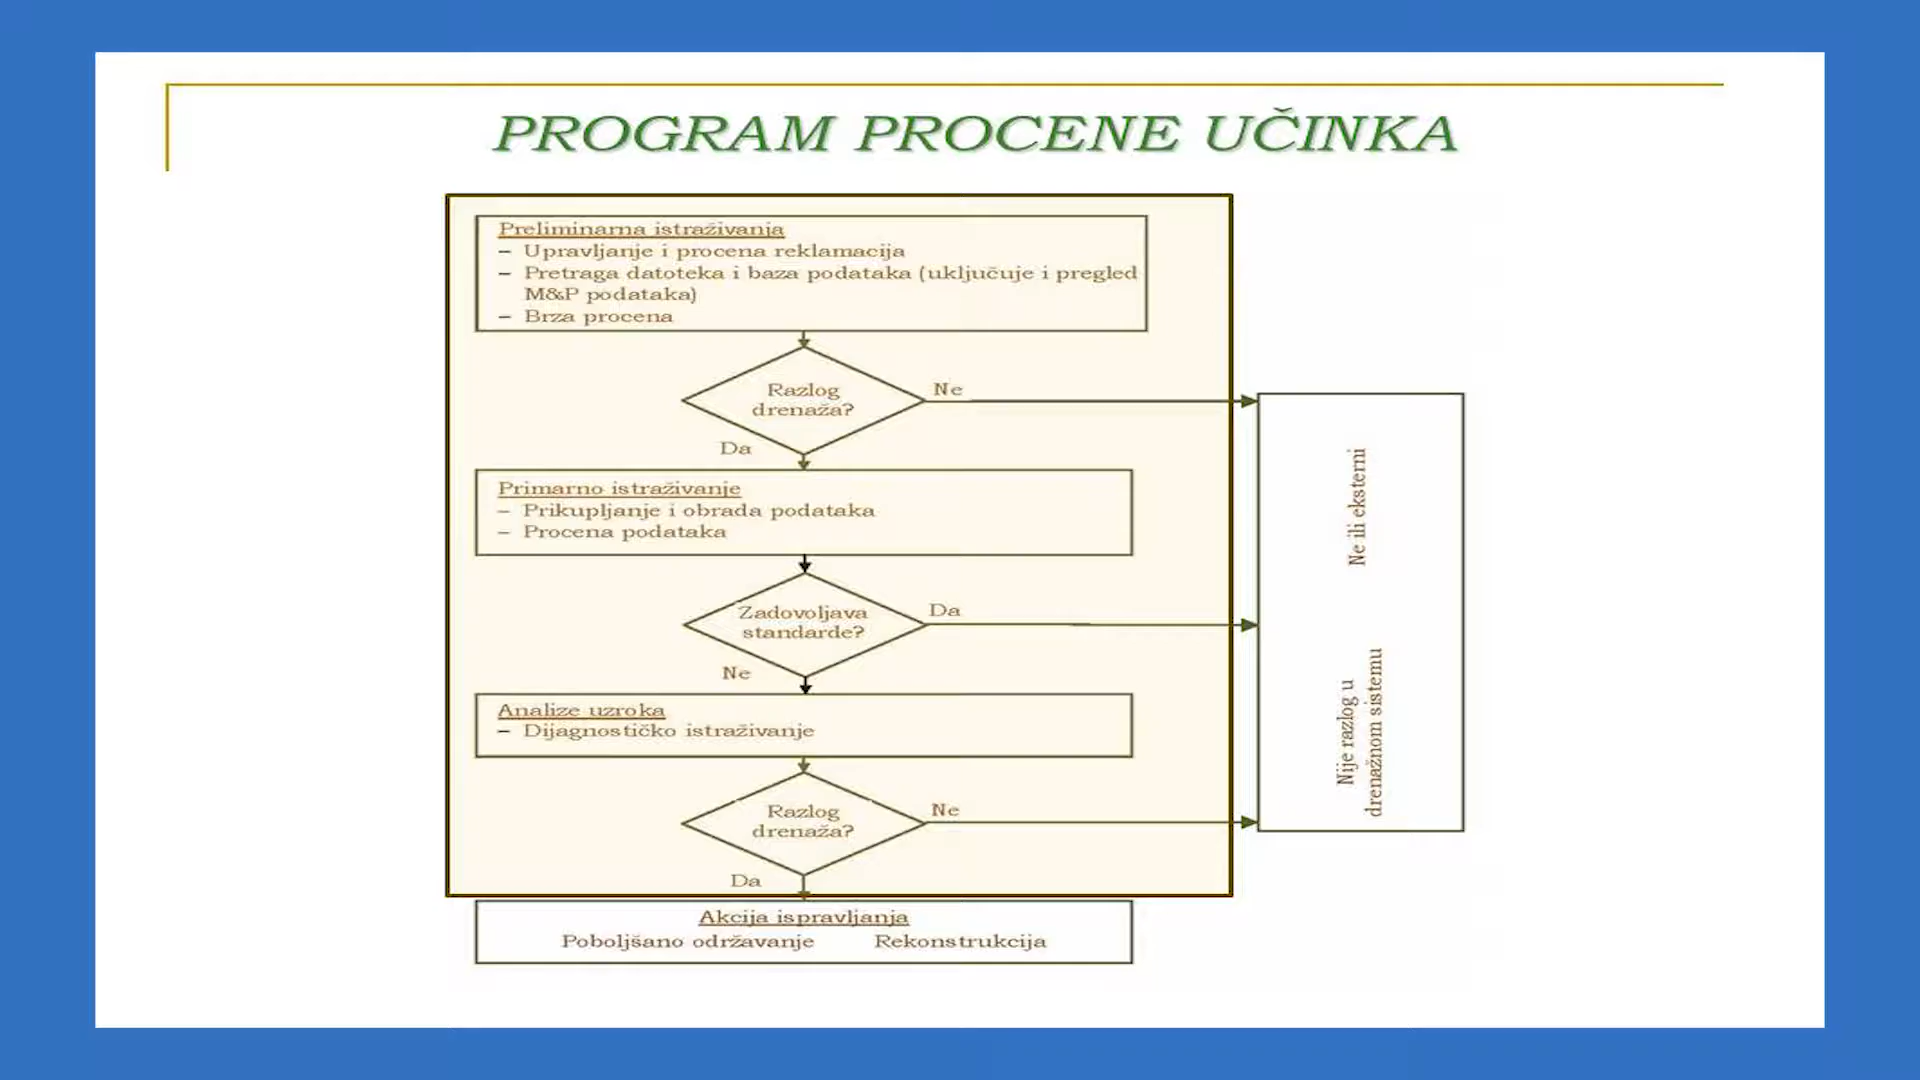 PROGRAM PROCENE UČINKA
Preliminarna istraživanja
– Upravljanje i procena reklamacija
– Pretraga datoteka i baza podataka (uključuje i pregled
M&P podataka)
– Brza procena
Razlog
drenaža?
Ne
Da
Primarno istraživanje
– Prikupljanje i obrada podataka
– Procena podataka
Zadovoljava
standarde?
Da
Ne
Analize uzroka
– Dijagnostičko istraživanje
Razlog
drenaža?
Ne
Da
Akcija ispravljanja
Poboljšano održavanje Rekonstrukcija
Ne ili eksterni
Nije razlog u
drenažnom sistemu